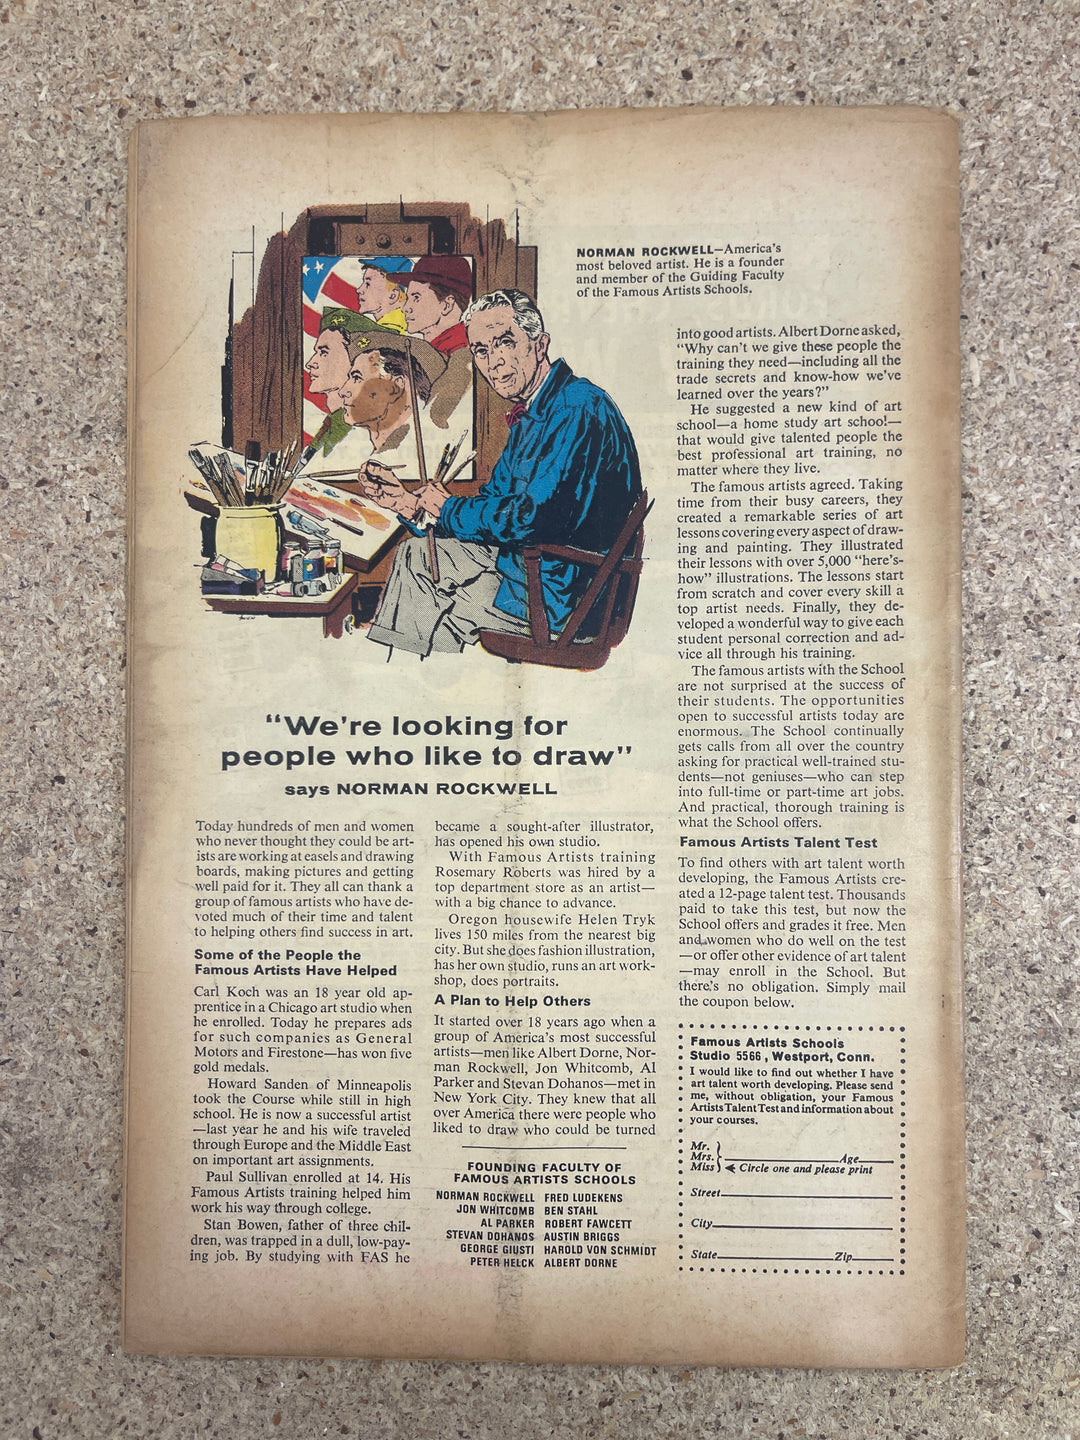 NORMAN ROCKWELL—America's
most beloved artist. He is a founder
and member of the Guiding Faculty
of the Famous Artists Schools.
"We're looking for
people who like to draw"
says NORMAN ROCKWELL
Today hundreds of men and women
who never thought they could be art-
ists are working at easels and drawing
boards, making pictures and getting
well paid for it. They all can thank a
group of famous artists who have de-
voted much of their time and talent
to helping others find success in art.
Some of the People the
Famous Artists Have Helped
Carl Koch was an 18 year old ap-
prentice in a Chicago art studio when
he enrolled. Today he prepares ads
for such companies as General
Motors and Firestone—has won five
gold medals.
Howard Sanden of Minneapolis
took the Course while still in high
school. He is now a successful artist
—last year he and his wife traveled
through Europe and the Middle East
on important art assignments.
Paul Sullivan enrolled at 14. His
Famous Artists training helped him
work his way through college.
Stan Bowen, father of three chil-
dren, was trapped in a dull, low-pay-
ing job. By studying with FAS he
became a sought-after illustrator,
has opened his own studio.
With Famous Artists training
Rosemary Roberts was hired by a
top department store as an artist—
with a big chance to advance.
Oregon housewife Helen Tryk
lives 150 miles from the nearest big
city. But she does fashion illustration,
has her own studio, runs an art work-
shop, does portraits.
A Plan to Help Others
It started over 18 years ago when a
group of America's most successful
artists—men like Albert Dorne, Nor-
man Rockwell, Jon Whitcomb, Al
Parker and Stevan Dohanos—met in
New York City. They knew that all
over America there were people who
liked to draw who could be turned
FOUNDING FACULTY OF
FAMOUS ARTISTS SCHOOLS
NORMAN ROCKWELL FRED LUDEKENS
JON WHITCOMB BEN STAHL
AL PARKER ROBERT FAWCETT
STEVAN DOHANOS AUSTIN BRIGGS
GEORGE GIUSTI HAROLD VON SCHMIDT
PETER HELCK ALBERT DORNE
into good artists. Albert Dorne asked,
"Why can't we give these people the
training they need—including all the
trade secrets and know-how we've
learned over the years?"
He suggested a new kind of art
school—a home study art school—
that would give talented people the
best professional art training, no
matter where they live.
The famous artists agreed. Taking
time from their busy careers, they
created a remarkable series of art
lessons covering every aspect of draw-
ing and painting. They illustrated
their lessons with over 5,000 "here's-
how" illustrations. The lessons start
from scratch and cover every skill a
top artist needs. Finally, they de-
veloped a wonderful way to give each
student personal correction and ad-
vice all through his training.
The famous artists with the School
are not surprised at the success of
their students. The opportunities
open to successful artists today are
enormous. The School continually
gets calls from all over the country
asking for practical well-trained stu-
dents—not geniuses—who can step
into full-time or part-time art jobs.
And practical, thorough training is
what the School offers.
Famous Artists Talent Test
To find others with art talent worth
developing, the Famous Artists cre-
ated a 12-page talent test. Thousands
paid to take this test, but now the
School offers and grades it free. Men
and women who do well on the test
—or offer other evidence of art talent
—may enroll in the School. But
there's no obligation. Simply mail
the coupon below.
Famous Artists Schools
Studio 5566, Westport, Conn.
I would like to find out whether I have
art talent worth developing. Please send
me, without obligation, your Famous
Artists Talent Test and information about
your courses.
Mr.
Mrs. Age
Miss Circle one and please print
Street
City
State Zip